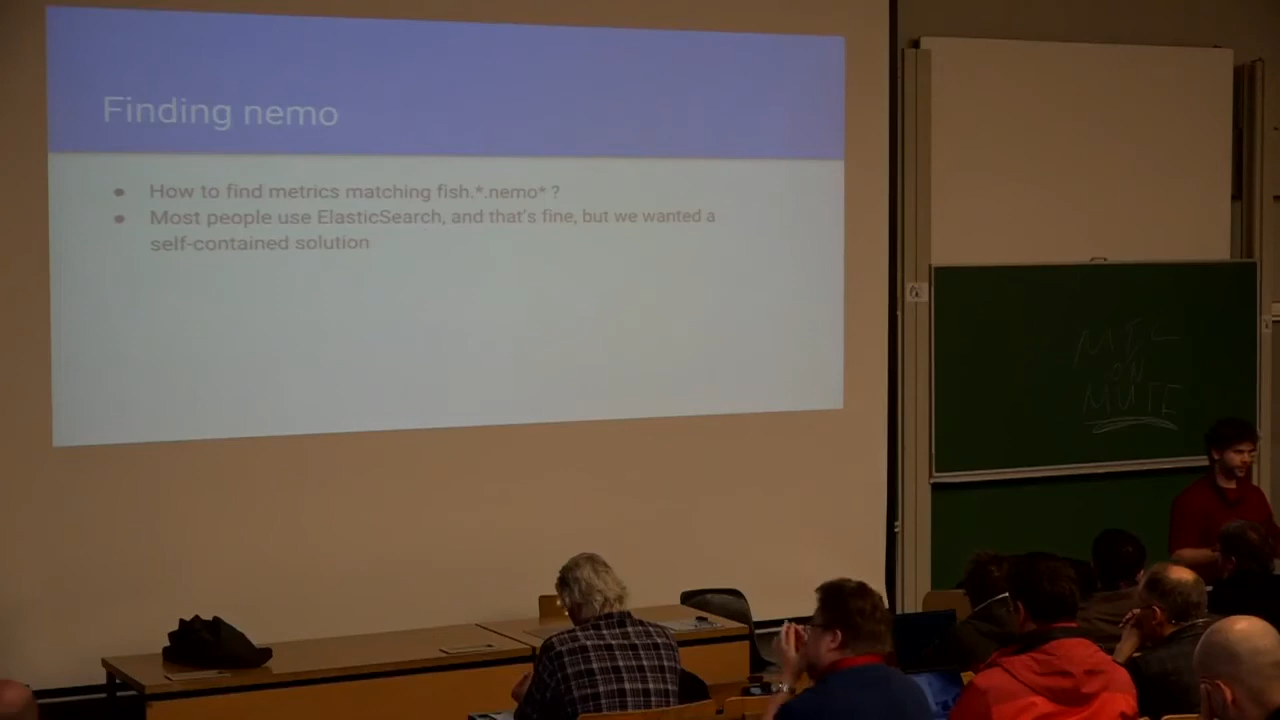 Finding nemo
● How to find metrics matching fish.*.nemo* ?
● Most people use ElasticSearch, and that's fine, but we wanted a
self-contained solution
MIC
ON
MUTE